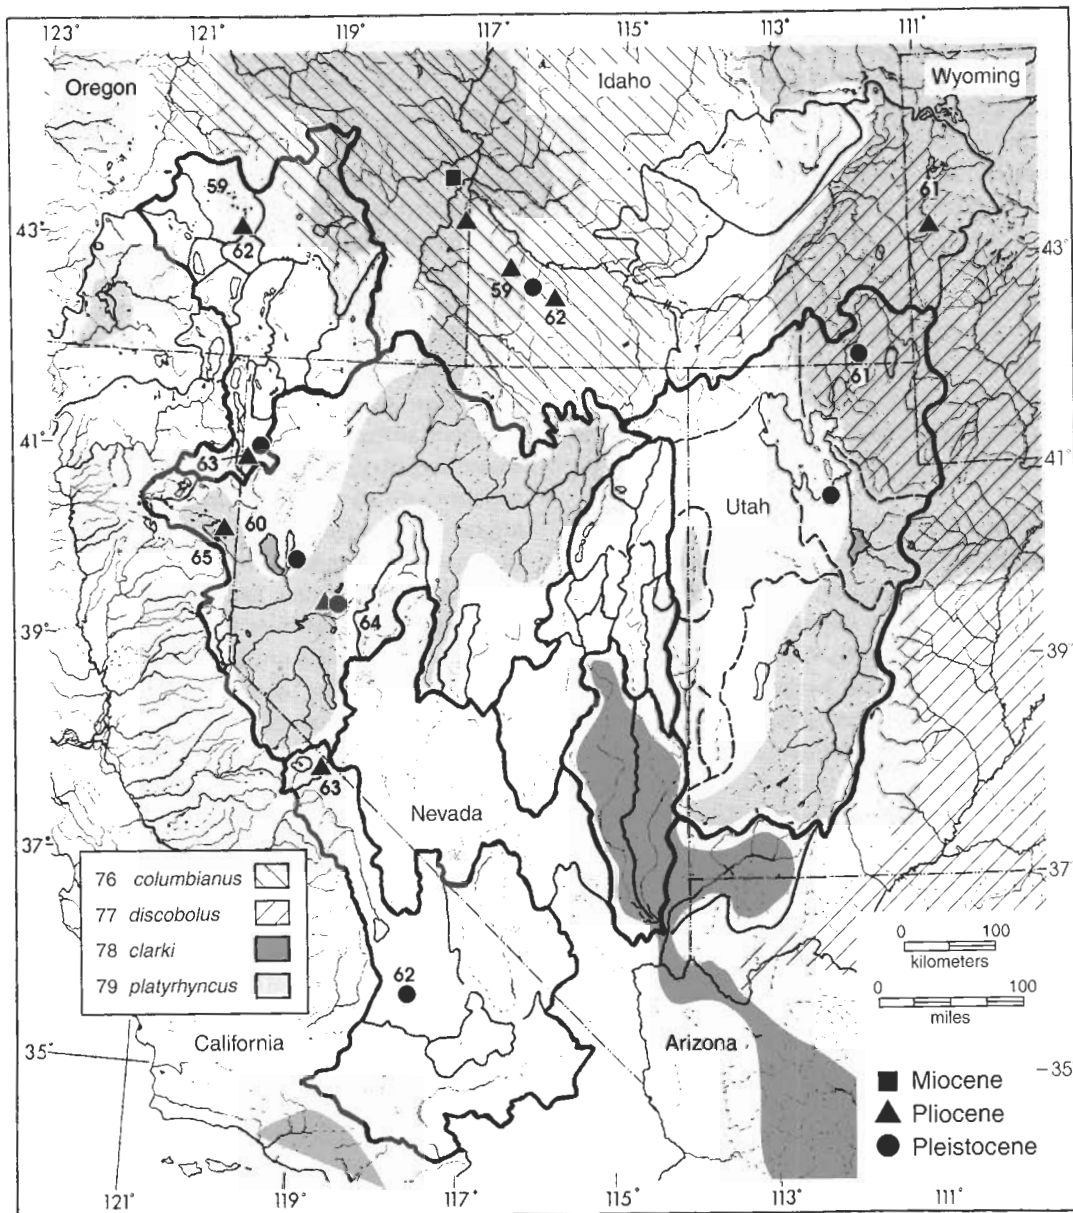 123° 121° 119° 117° 115° 113° 111°
Oregon Idaho Wyoming
59
61
43°
62
43°
59
62
61
41°
63
41°
60
Utah
65
64
39°
39°
63
Nevada
37°
37°
76 columbianus
77 discobolus
78 clarki
79 platyrhyncus
0 100
kilometers
62
0 100
miles
California
Arizona
35°
35
Miocene
Pliocene
Pleistocene
121° 119° 117° 115° 113° 111°